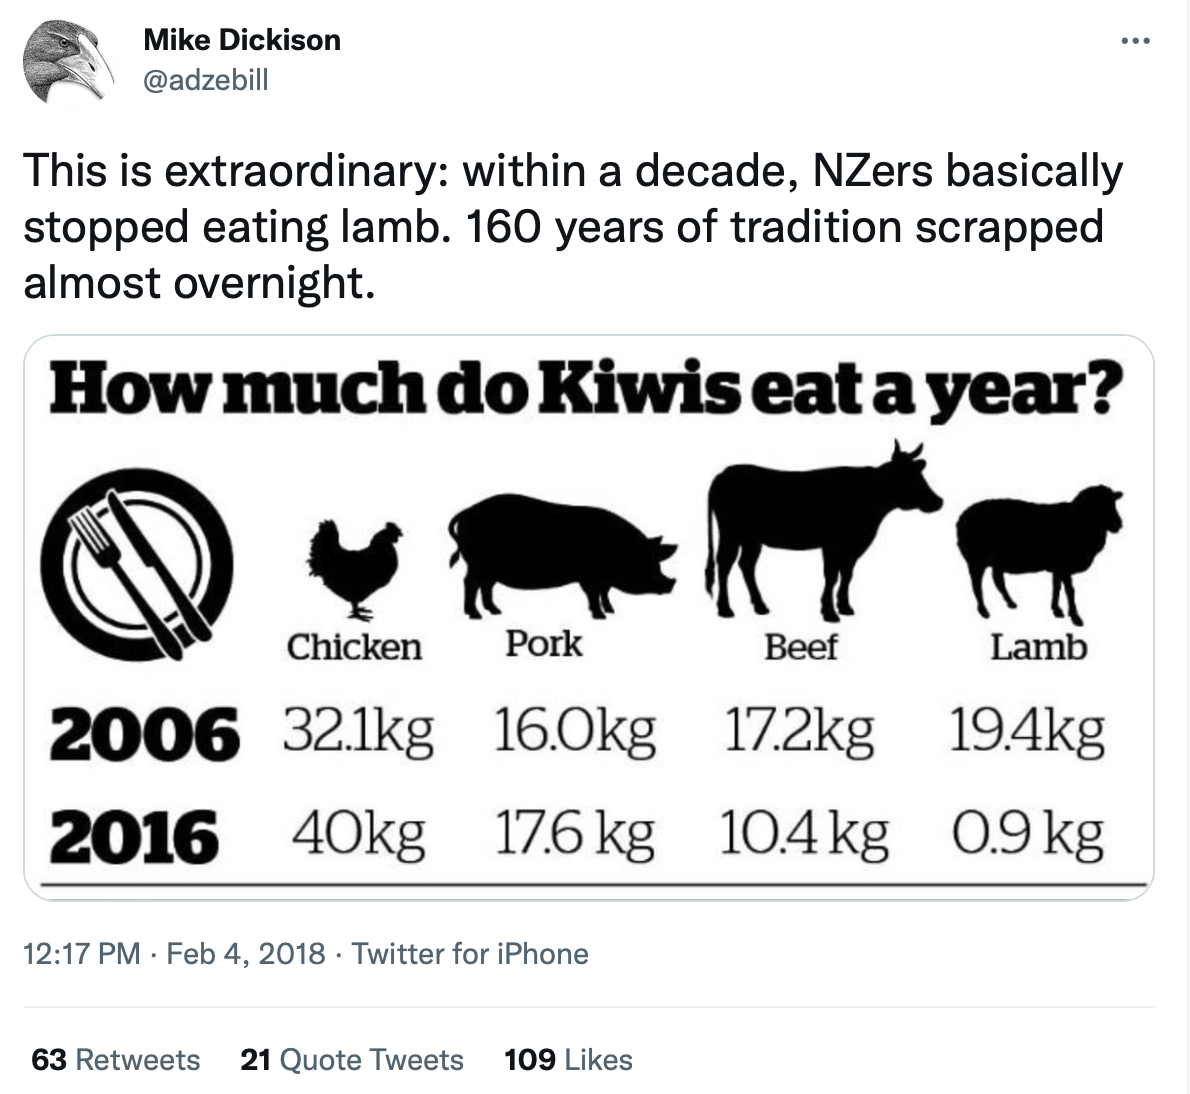 Mike Dickison
@adzebill
This is extraordinary: within a decade, NZers basically
stopped eating lamb. 160 years of tradition scrapped
almost overnight.
How much do Kiwis eat a year?
Chicken Pork Beef Lamb
2006 32.1kg 16.0kg 17.2kg 19.4kg
2016 40kg 17.6 kg 10.4 kg 0.9 kg
12:17 PM · Feb 4, 2018 · Twitter for iPhone
63 Retweets 21 Quote Tweets 109 Likes